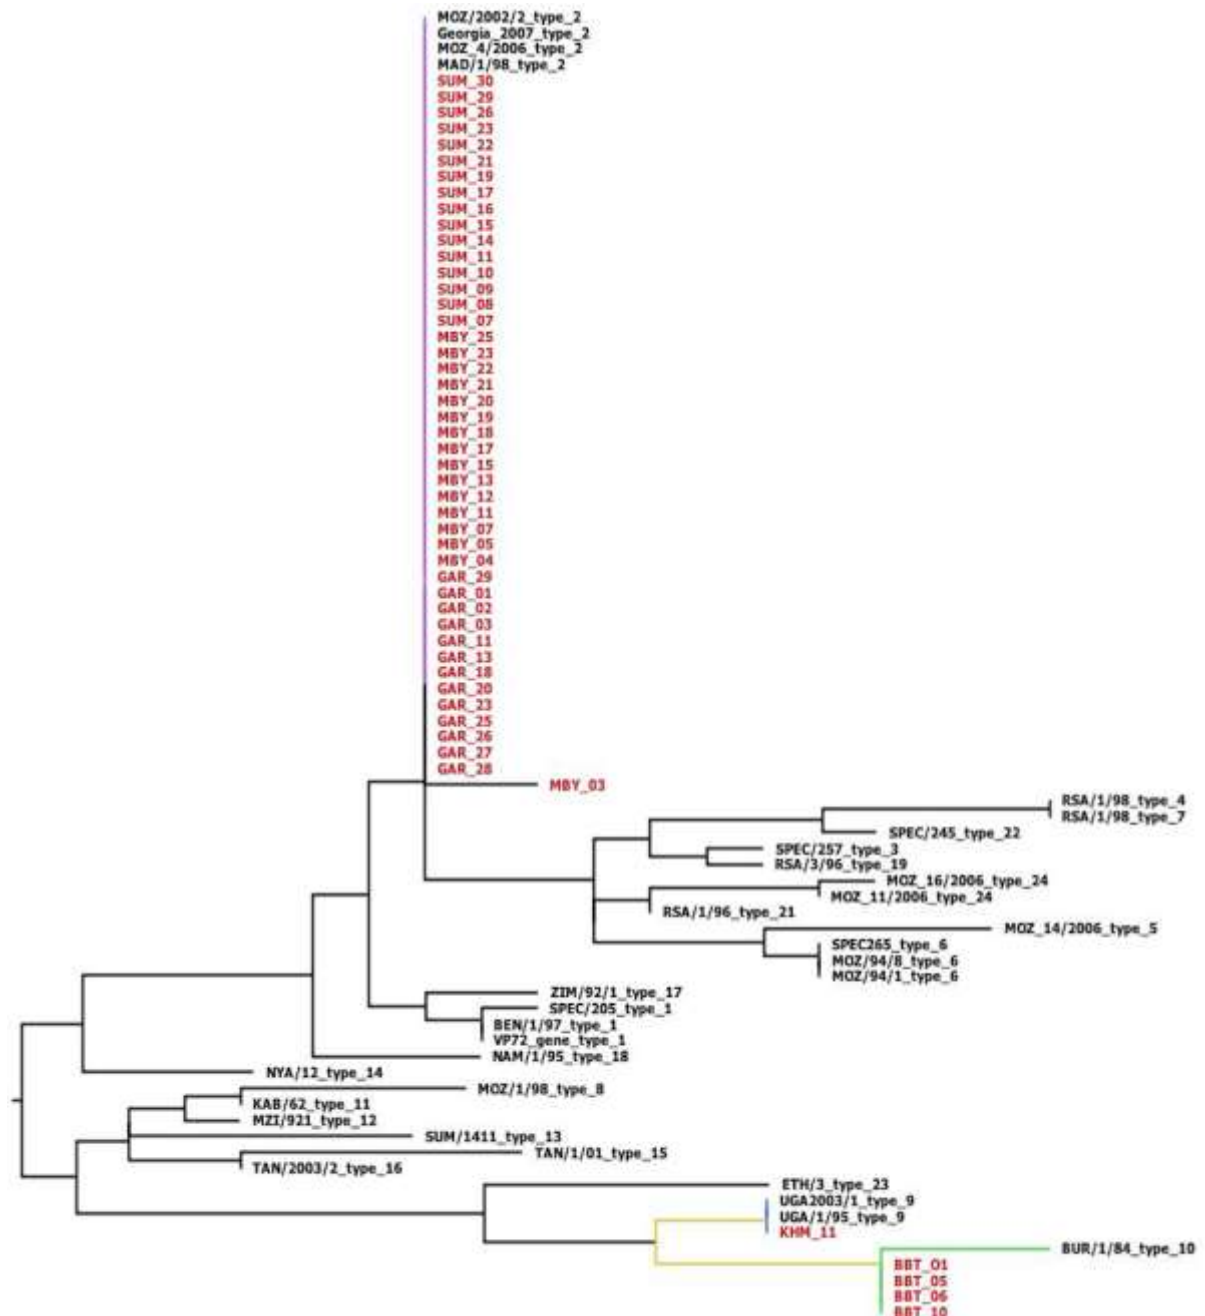 MOZ/2002/2_type_2
Georgia_2007_type_2
MOZ_4/2006_type_2
MAD/1/98_type_2
SUM_30
SUM_29
SUM_26
SUM_23
SUM_22
SUM_21
SUM_19
SUM_17
SUM_16
SUM_15
SUM_14
SUM_11
SUM_10
SUM_09
SUM_08
SUM_07
MBY_25
MBY_23
MBY_22
MBY_21
MBY_20
MBY_19
MBY_18
MBY_17
MBY_15
MBY_13
MBY_12
MBY_11
MBY_07
MBY_05
MBY_04
GAR_29
GAR_01
GAR_02
GAR_03
GAR_11
GAR_13
GAR_18
GAR_20
GAR_23
GAR_25
GAR_26
GAR_27
GAR_28
MBY_03
RSA/1/98_type_4
RSA/1/98_type_7
SPEC/245_type_22
SPEC/257_type_3
RSA/3/96_type_19
MOZ_16/2006_type_24
MOZ_11/2006_type_24
RSA/1/96_type_21
MOZ_14/2006_type_5
SPEC265_type_6
MOZ/94/8_type_6
MOZ/94/1_type_6
ZIM/92/1_type_17
SPEC/205_type_1
BEN/1/97_type_1
VP72_gene_type_1
NAM/1/95_type_18
NYA/12_type_14
MOZ/1/98_type_8
KAB/62_type_11
MZI/921_type_12
SUM/1411_type_13
TAN/1/01_type_15
TAN/2003/2_type_16
ETH/3_type_23
UGA2003/1_type_9
UGA/1/95_type_9
KHM_11
BUR/1/84_type_10
BBT_01
BBT_05
BBT_06
BBT_10